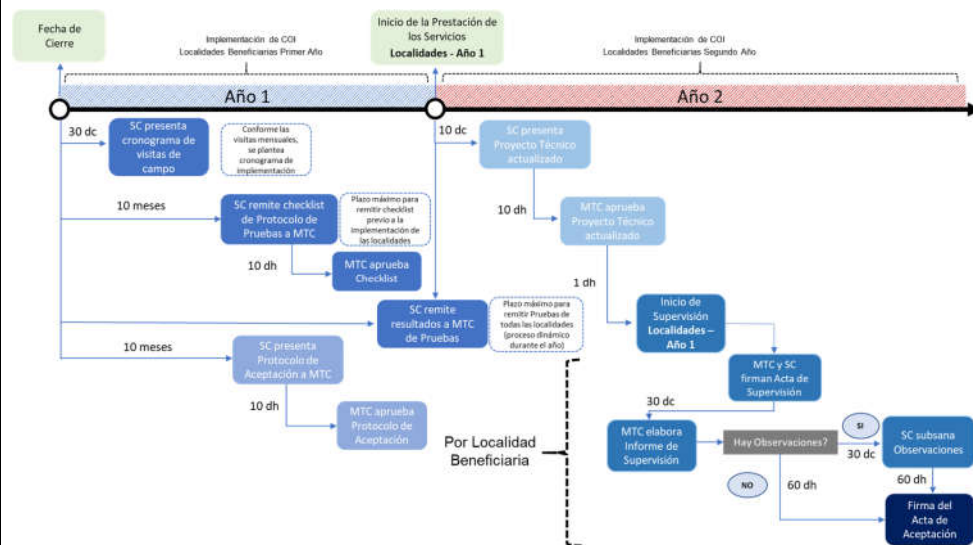 Fecha de
Cierre
Implementación de COI
Localidades Beneficiarias Primer Año
Inicio de la Prestación de
los Servicios
Localidades - Año 1
Implementación de COI
Localidades Beneficiarias Segundo Año
Año 1
Año 2
30 dc
SC presenta
cronograma de
visitas de
campo
Conforme las
visitas mensuales,
se plantea
cronograma de
implementación
10 dc
SC presenta
Proyecto Técnico
actualizado
10 meses
SC remite checklist
de Protocolo de
Pruebas a MTC
Plazo máximo para
remitir checklist
previo a la
implementación de
las localidades
10 dh
MTC aprueba
Proyecto Técnico
actualizado
10 dh
MTC aprueba
Checklist
1 dh
SC remite
resultados a MTC
de Pruebas
Plazo máximo para
remitir Pruebas de
todas las localidades
(proceso dinámico
durante el año)
Inicio de
Supervisión
Localidades –
Año 1
10 meses
SC presenta
Protocolo de
Aceptación a MTC
MTC y SC
firman Acta de
Supervisión
10 dh
MTC aprueba
Protocolo de
Aceptación
30 dc
Por Localidad
Beneficiaria
MTC elabora
Informe de
Supervisión
Hay Observaciones?
SI
30 dc
SC subsana
Observaciones
NO
60 dh
60 dh
Firma del
Acta de
Aceptación